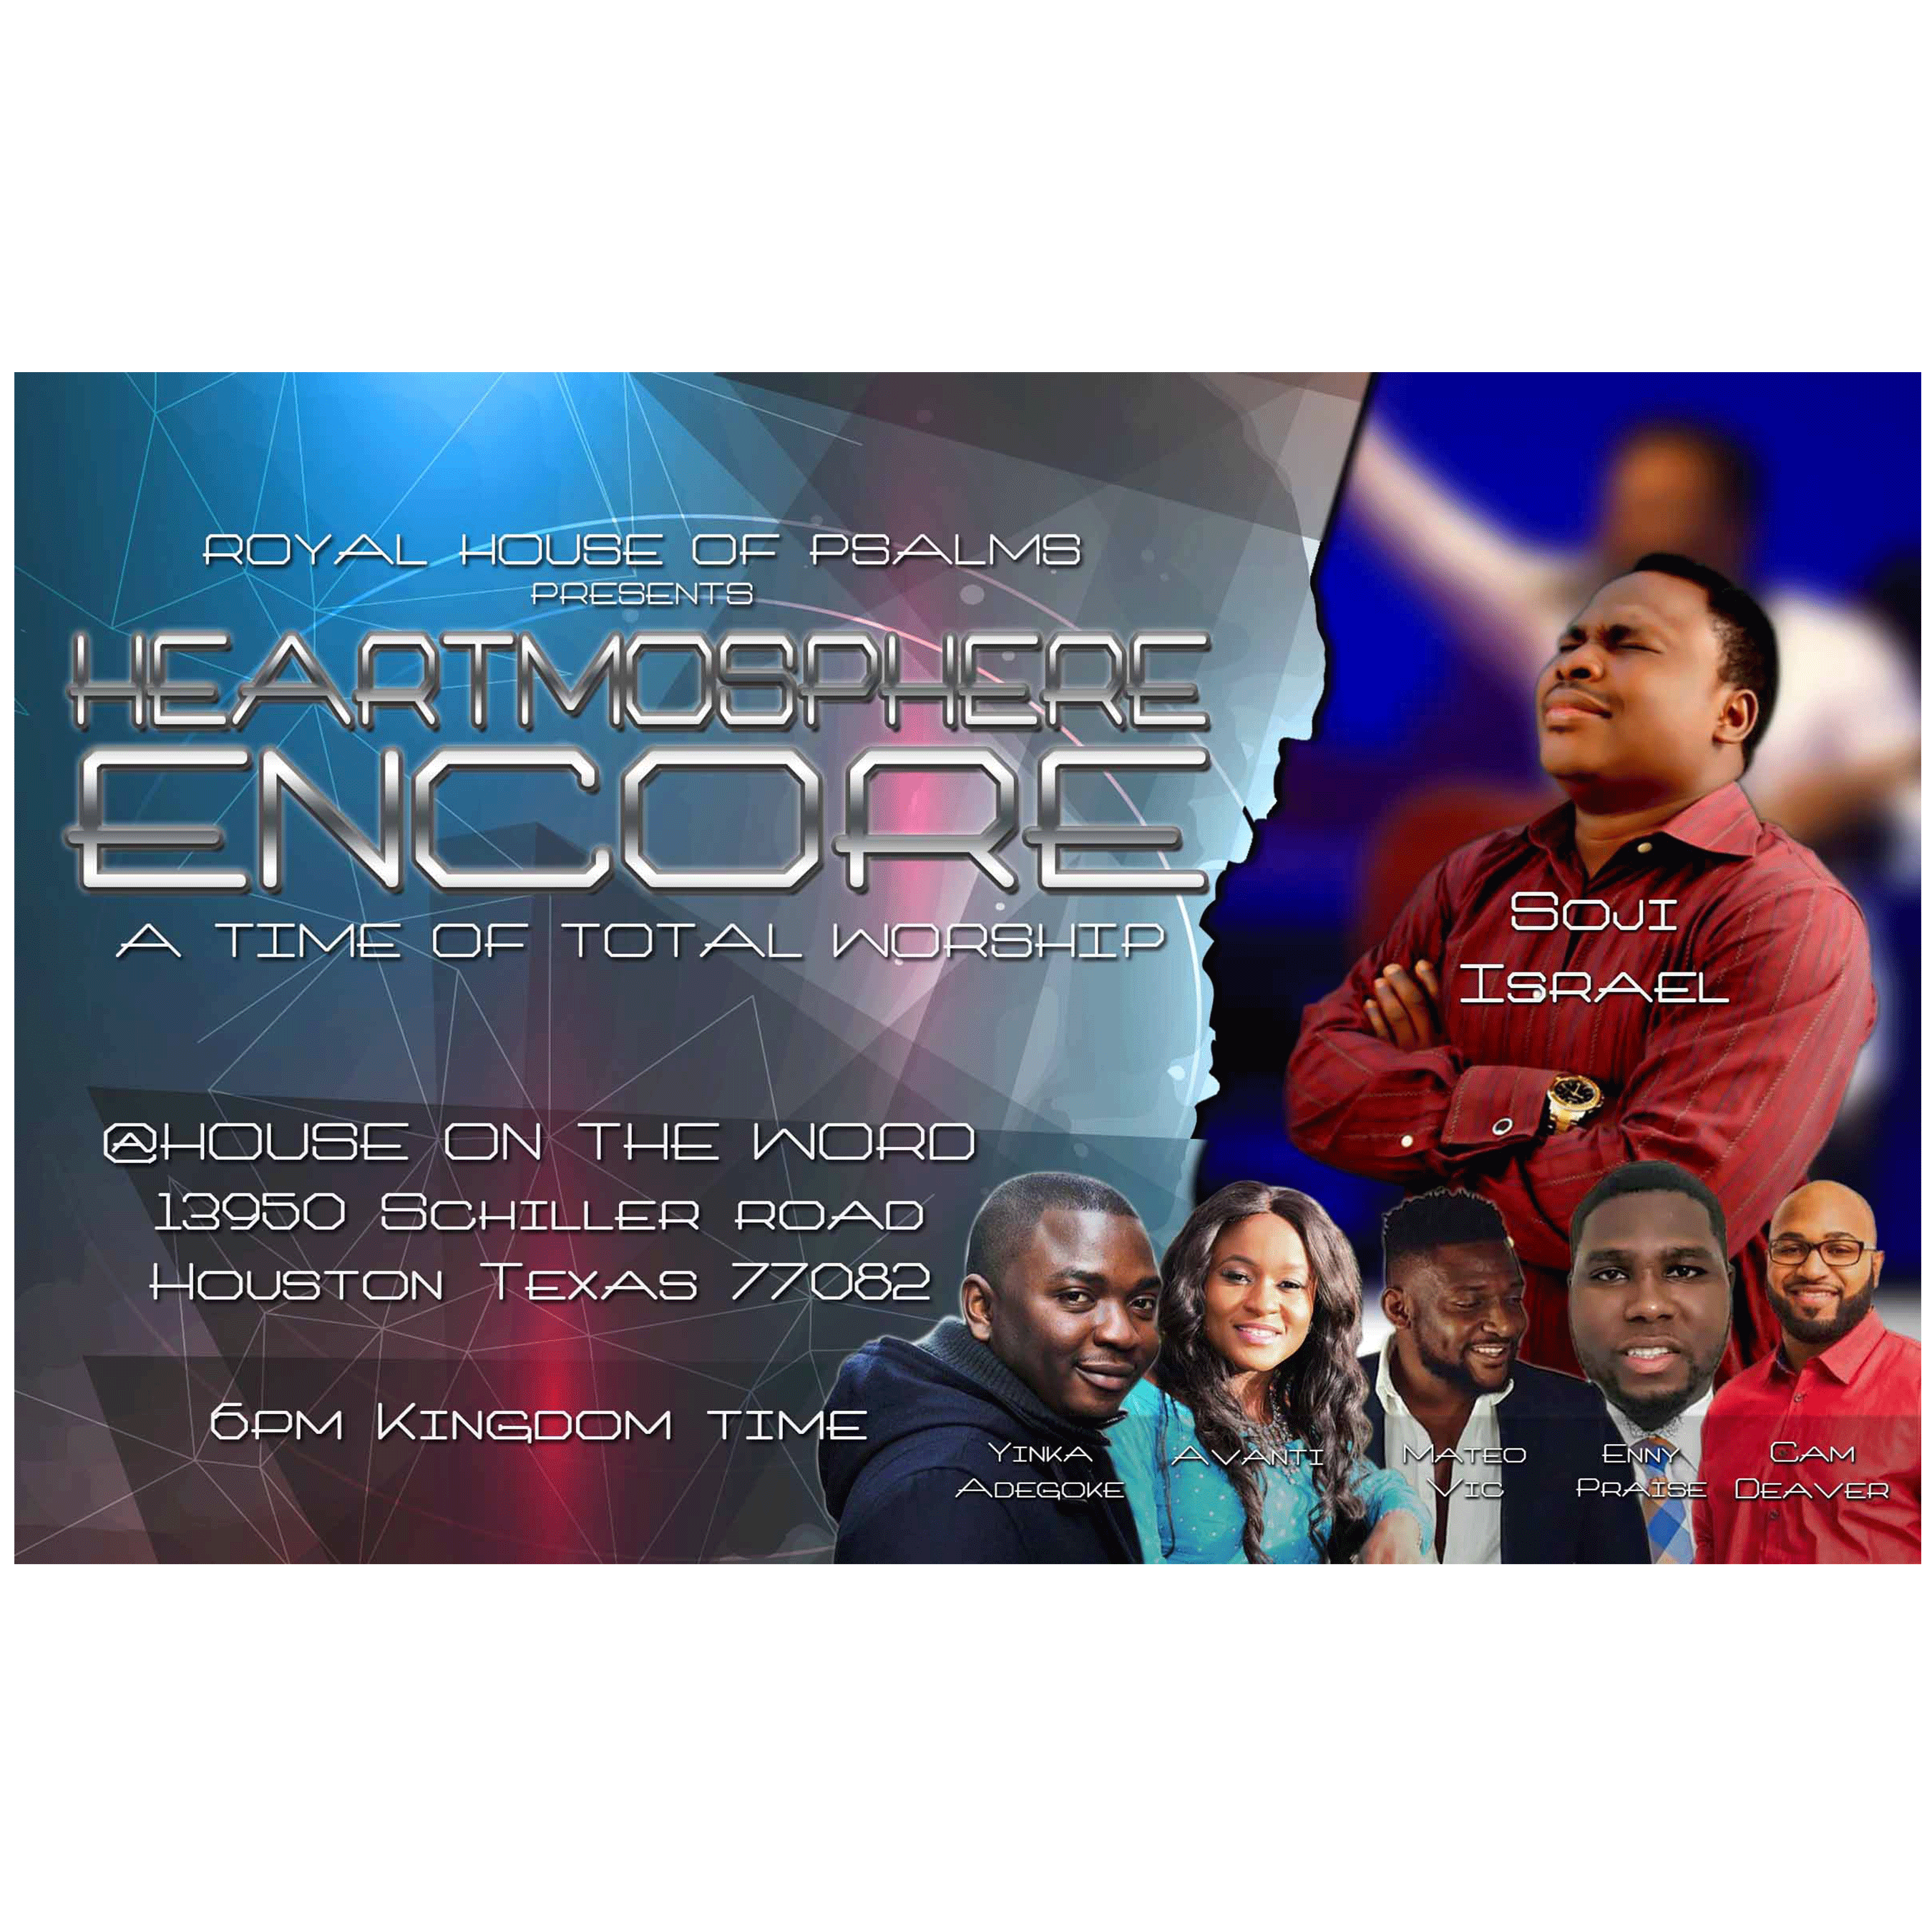 ROYAL HOUSE OF PSALMS
PRESENTS
HEARTMOSPHERE
ENCORE
A TIME OF TOTAL WORSHIP
@HOUSE ON THE WORD
13950 SCHILLER ROAD
HOUSTON TEXAS 77082
6PM KINGDOM TIME
SOJI
ISRAEL
YINKA
ADEGOKE
AVANTI
MATEO
VIC
ENNY
PRAISE
CAM
DEAVER